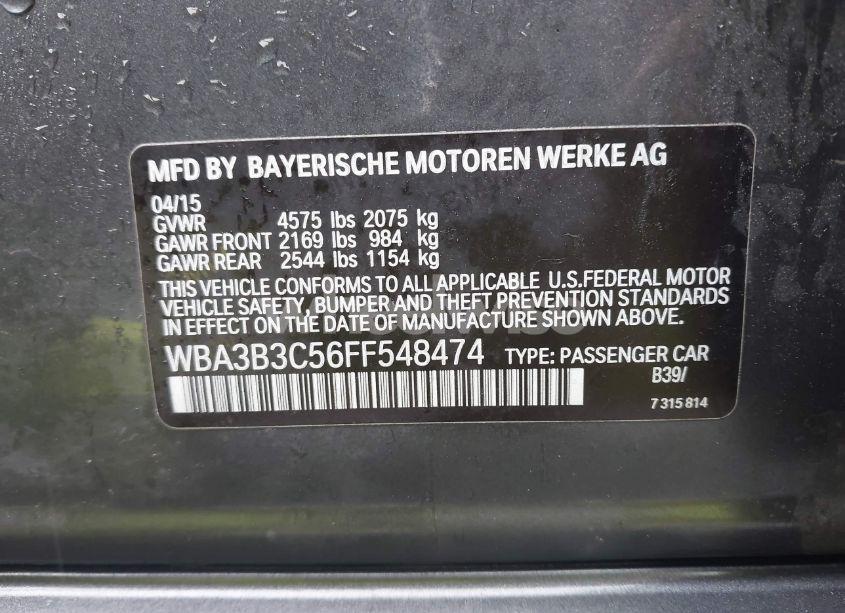 MFD BY BAYERISCHE MOTOREN WERKE AG
04/15
GVWR 4575 lbs 2075 kg
GAWR FRONT 2169 lbs 984 kg
GAWR REAR 2544 lbs 1154 kg
THIS VEHICLE CONFORMS TO ALL APPLICABLE U.S.FEDERAL MOTOR
VEHICLE SAFETY, BUMPER AND THEFT PREVENTION STANDARDS
IN EFFECT ON THE DATE OF MANUFACTURE SHOWN ABOVE.
WBA3B3C56FF548474 TYPE: PASSENGER CAR
B39/
7 315 814